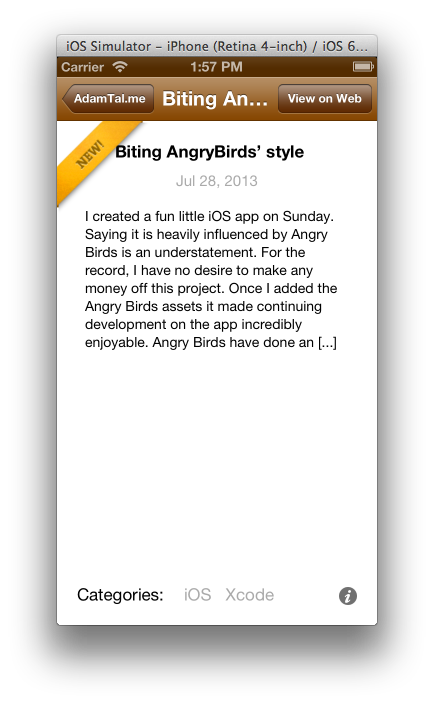 iOS Simulator – iPhone (Retina 4-inch) / iOS 6...
Carrier 1:57 PM
AdamTal.me Biting An... View on Web
NEW!
Biting AngryBirds’ style
Jul 28, 2013
I created a fun little iOS app on Sunday.
Saying it is heavily influenced by Angry
Birds is an understatement. For the
record, I have no desire to make any
money off this project. Once I added the
Angry Birds assets it made continuing
development on the app incredibly
enjoyable. Angry Birds have done an [...]
Categories: iOS Xcode